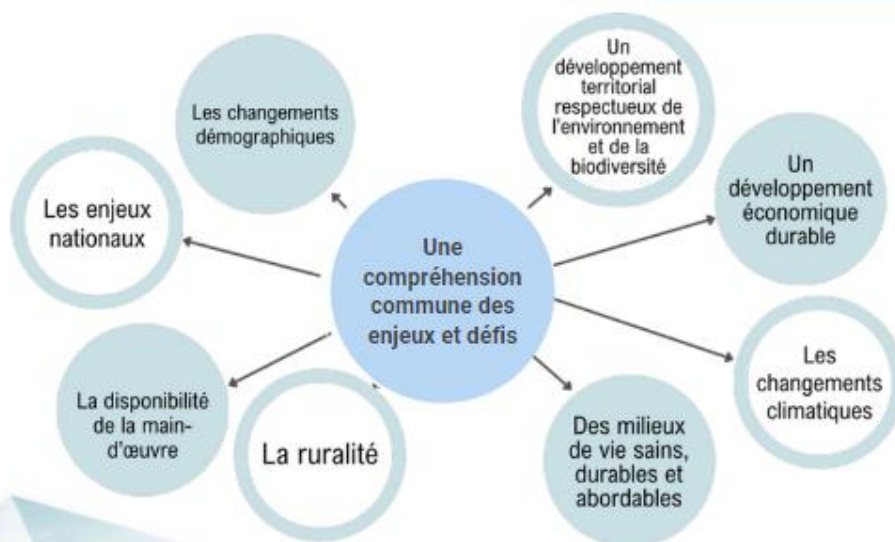 Un
développement
territorial
respectueux de
l'environnement
et de la
biodiversité
Les changements
démographiques
Un
développement
économique
durable
Les enjeux
nationaux
Une
compréhension
commune des
enjeux et défis
Les
changements
climatiques
La disponibilité
de la main-
d'œuvre
La ruralité
Des milieux
de vie sains,
durables et
abordables